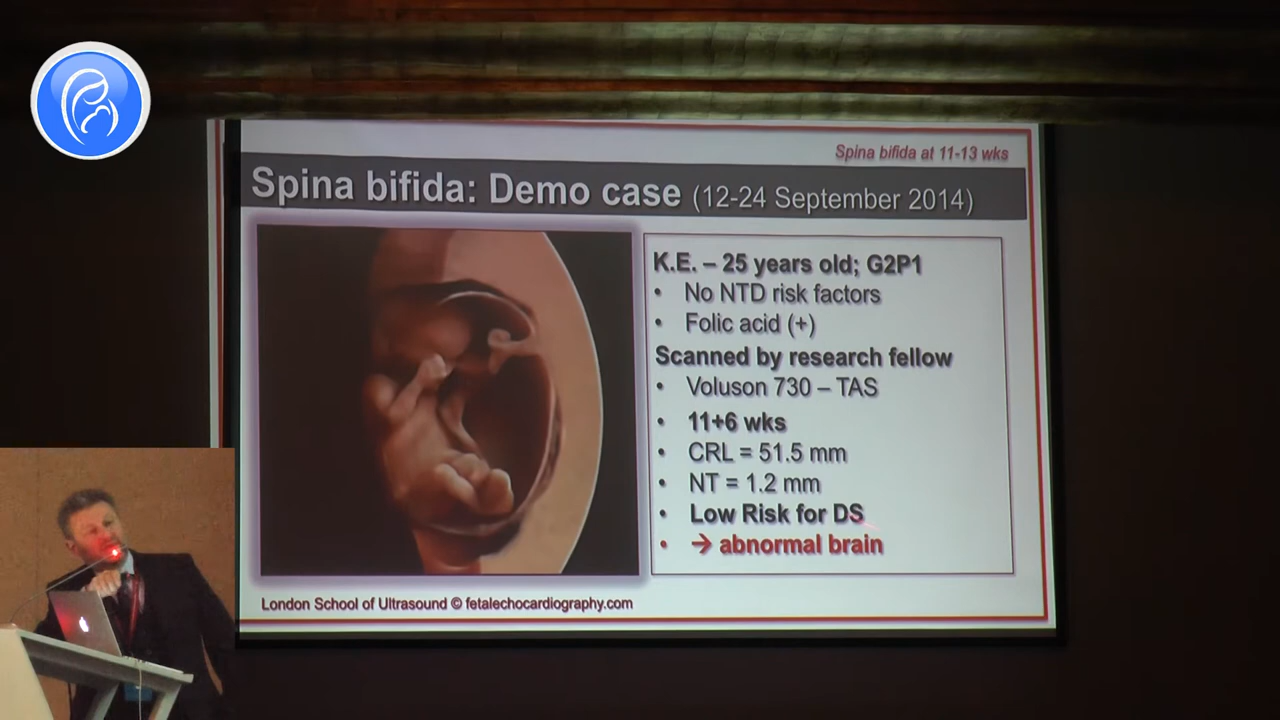 Spina bifida at 11-13 wks
Spina bifida: Demo case (12-24 September 2014)
K.E. – 25 years old; G2P1
• No NTD risk factors
• Folic acid (+)
Scanned by research fellow
• Voluson 730 – TAS
• 11+6 wks
• CRL = 51.5 mm
• NT = 1.2 mm
• Low Risk for DS
• → abnormal brain
London School of Ultrasound © fetalechocardiography.com